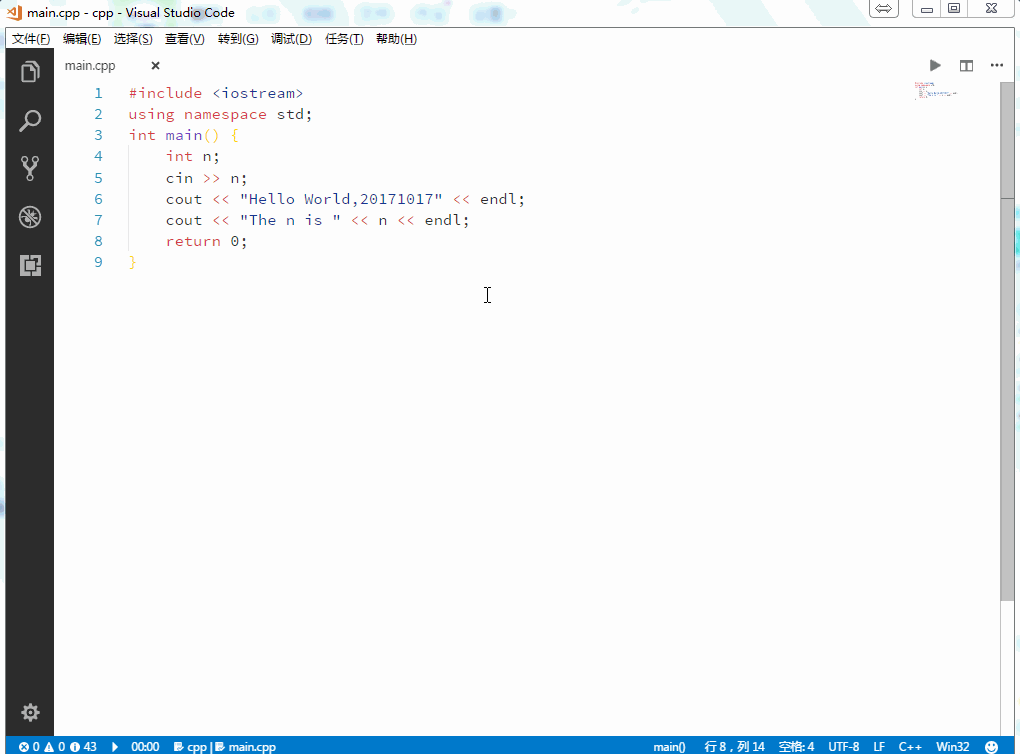 main.cpp - cpp - Visual Studio Code
文件(F) 编辑(E) 选择(S) 查看(V) 转到(G) 调试(D) 任务(T) 帮助(H)
main.cpp
1 #include <iostream>
2 using namespace std;
3 int main() {
4 int n;
5 cin >> n;
6 cout << "Hello World,20171017" << endl;
7 cout << "The n is " << n << endl;
8 return 0;
9 }
0 0 43 00:00 cpp | main.cpp main() 行 8，列 14 空格: 4 UTF-8 LF C++ Win32